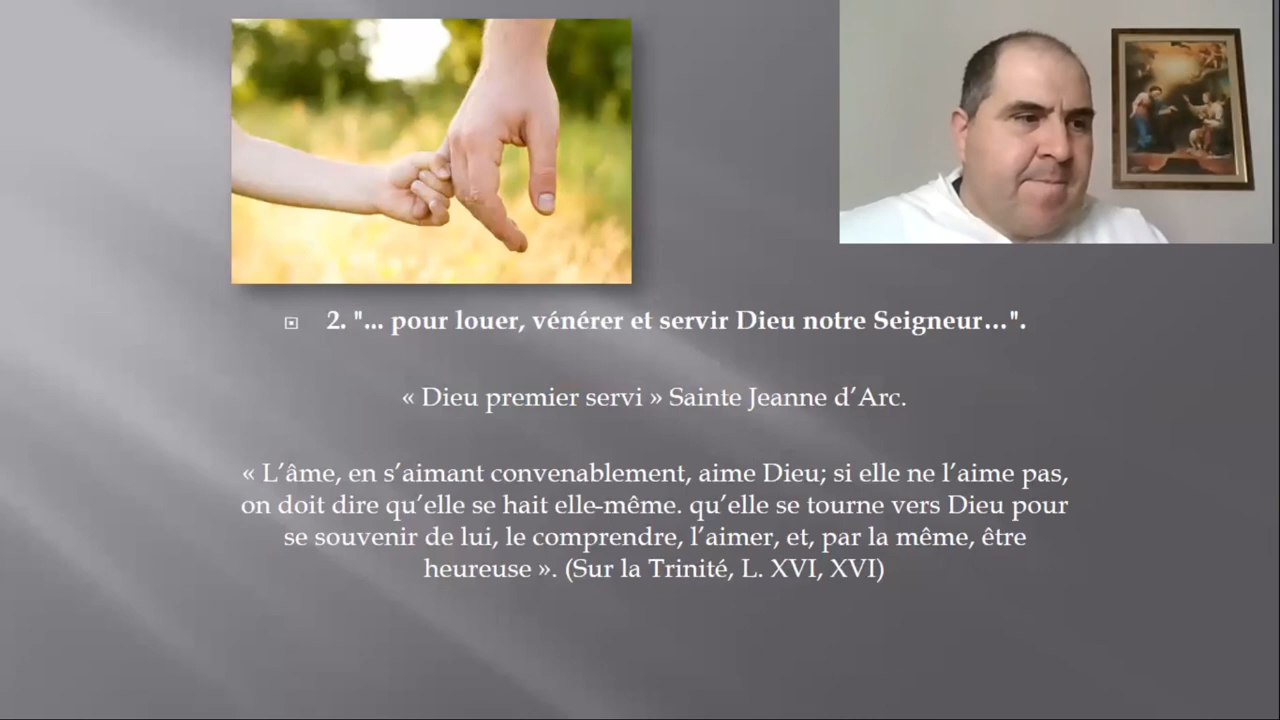 2. "... pour louer, vénérer et servir Dieu notre Seigneur…".
« Dieu premier servi » Sainte Jeanne d’Arc.
« L’âme, en s’aimant convenablement, aime Dieu; si elle ne l’aime pas,
on doit dire qu’elle se hait elle-même. qu’elle se tourne vers Dieu pour
se souvenir de lui, le comprendre, l’aimer, et, par la même, être
heureuse ». (Sur la Trinité, L. XVI, XVI)